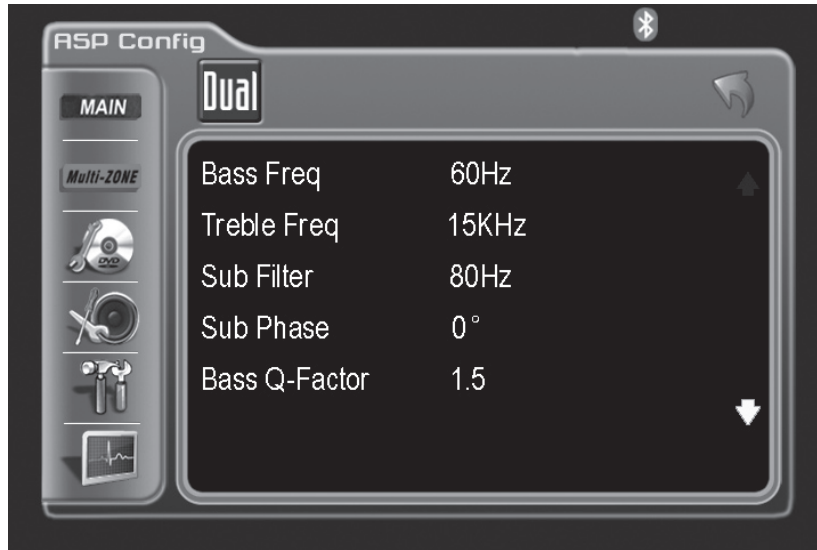 ASP Config
Dual
MAIN
Multi-ZONE
DVD
Bass Freq 60Hz
Treble Freq 15KHz
Sub Filter 80Hz
Sub Phase 0°
Bass Q-Factor 1.5